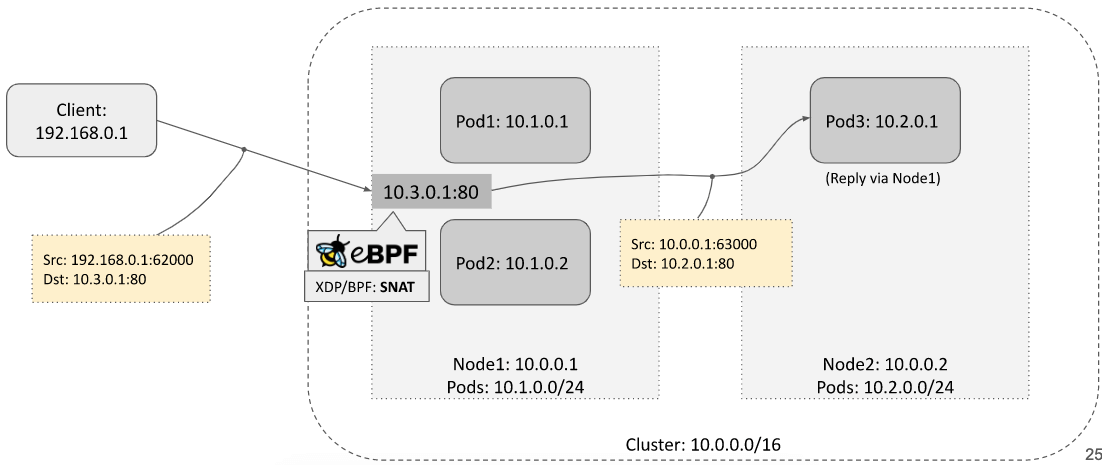 Client:
192.168.0.1
Src: 192.168.0.1:62000
Dst: 10.3.0.1:80
Pod1: 10.1.0.1
10.3.0.1:80
eBPF
XDP/BPF: SNAT
Pod2: 10.1.0.2
Node1: 10.0.0.1
Pods: 10.1.0.0/24
Src: 10.0.0.1:63000
Dst: 10.2.0.1:80
Pod3: 10.2.0.1
(Reply via Node1)
Node2: 10.0.0.2
Pods: 10.2.0.0/24
Cluster: 10.0.0.0/16
25